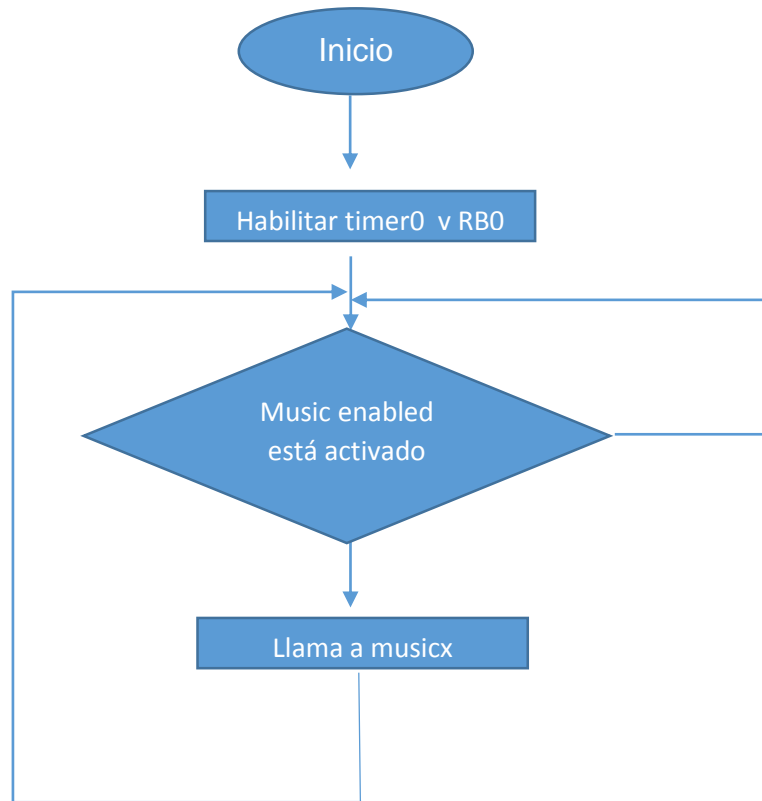 Inicio
Habilitar timer0 v RB0
Music enabled
está activado
Llama a musicx